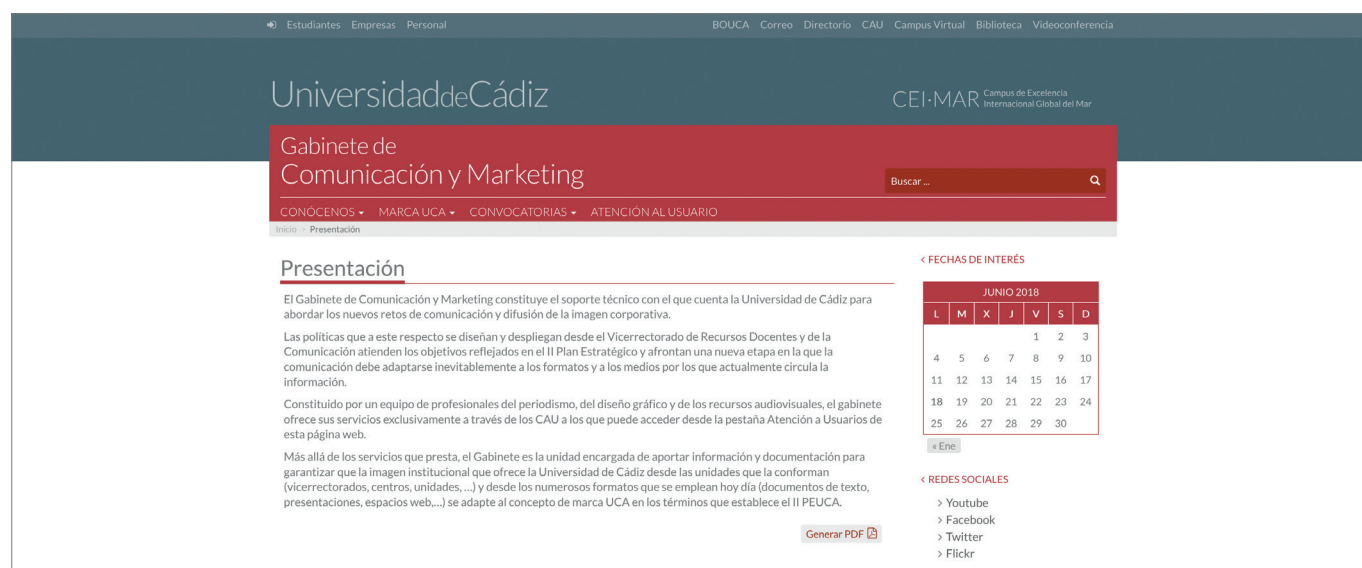 Estudiantes Empresas Personal
BOUCA Correo Directorio CAU Campus Virtual Biblioteca Videoconferencia
UniversidaddeCádiz
CEI·MAR Campus de Excelencia
Internacional Global del Mar
Gabinete de
Comunicación y Marketing
Buscar ...
CONÓCENOS MARCA UCA CONVOCATORIAS ATENCIÓN AL USUARIO
Inicio > Presentación
Presentación
El Gabinete de Comunicación y Marketing constituye el soporte técnico con el que cuenta la Universidad de Cádiz para
abordar los nuevos retos de comunicación y difusión de la imagen corporativa.
Las políticas que a este respecto se diseñan y despliegan desde el Vicerrectorado de Recursos Docentes y de la
Comunicación atienden los objetivos reflejados en el II Plan Estratégico y afrontan una nueva etapa en la que la
comunicación debe adaptarse inevitablemente a los formatos y a los medios por los que actualmente circula la
información.
Constituido por un equipo de profesionales del periodismo, del diseño gráfico y de los recursos audiovisuales, el gabinete
ofrece sus servicios exclusivamente a través de los CAU a los que puede acceder desde la pestaña Atención a Usuarios de
esta página web.
Más allá de los servicios que presta, el Gabinete es la unidad encargada de aportar información y documentación para
garantizar que la imagen institucional que ofrece la Universidad de Cádiz desde las unidades que la conforman
(vicerrectorados, centros, unidades, ...) y desde los numerosos formatos que se emplean hoy día (documentos de texto,
presentaciones, espacios web,...) se adapte al concepto de marca UCA en los términos que establece el II PEUCA.
Generar PDF
< FECHAS DE INTERÉS
JUNIO 2018
L M X J V S D
1 2 3
4 5 6 7 8 9 10
11 12 13 14 15 16 17
18 19 20 21 22 23 24
25 26 27 28 29 30
« Ene
< REDES SOCIALES
> Youtube
> Facebook
> Twitter
> Flickr